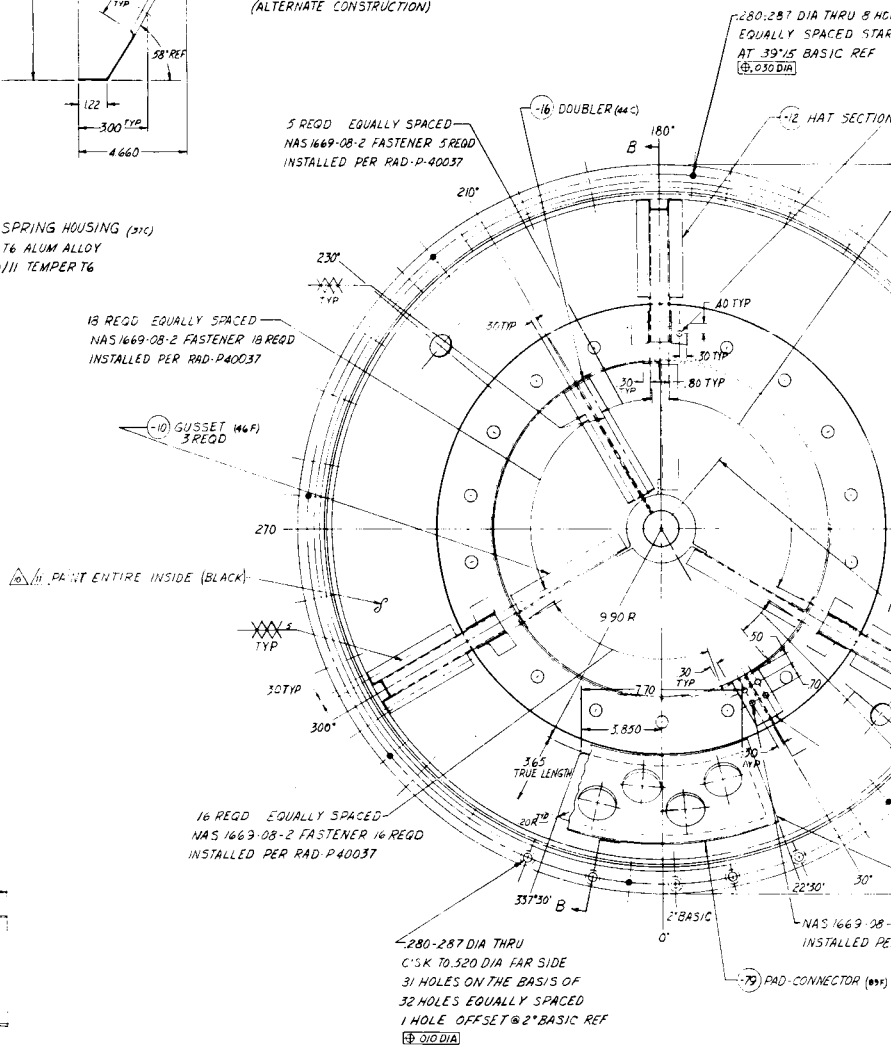 (ALTERNATE CONSTRUCTION)
TYP
58° REF
.122
.300 TYP
4.660
.280-.287 DIA THRU 8 HO
EQUALLY SPACED STAR
AT 39°15 BASIC REF
⌖ .030 DIA
-16 DOUBLER (44C)
-12 HAT SECTION
5 REQD EQUALLY SPACED
NAS 1669-08-2 FASTENER 5 REQD
INSTALLED PER RAD-P-40037
180°
B
210°
SPRING HOUSING (37C)
T6 ALUM ALLOY
/11 TEMPER T6
230°
TYP
.40 TYP
.30 TYP
18 REQD EQUALLY SPACED
NAS 1669-08-2 FASTENER 18 REQD
INSTALLED PER RAD-P40037
.30 TYP
.30 TYP
.80 TYP
-10 GUSSET (46F)
3 REQD
270
PAINT ENTIRE INSIDE (BLACK)
9.90 R
5
TYP
.50
.30 TYP
.70
.30 TYP
7.70
300°
3.850
.30 TYP
3.65
TRUE LENGTH
.20 R TYP
16 REQD EQUALLY SPACED
NAS 1669-08-2 FASTENER 16 REQD
INSTALLED PER RAD-P40037
337°30'
22°30'
30°
B
2° BASIC
0°
NAS 1669-08-
INSTALLED PE
.280-.287 DIA THRU
C'SK TO .520 DIA FAR SIDE
31 HOLES ON THE BASIS OF
32 HOLES EQUALLY SPACED
1 HOLE OFFSET @ 2° BASIC REF
⌖ .010 DIA
-79 PAD-CONNECTOR (89F)